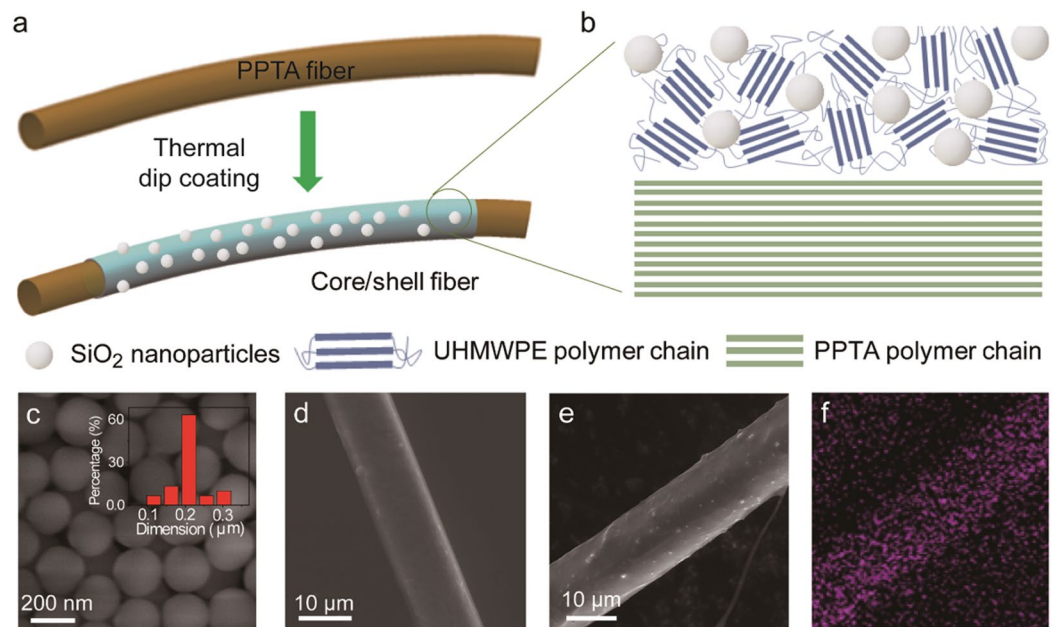 a
b
PPTA fiber
Thermal
dip coating
Core/shell fiber
SiO₂ nanoparticles
UHMWPE polymer chain
PPTA polymer chain
c
Percentage (%)
60
30
0.0
0.1 0.2 0.3
Dimension (μm)
200 nm
d
10 μm
e
10 μm
f